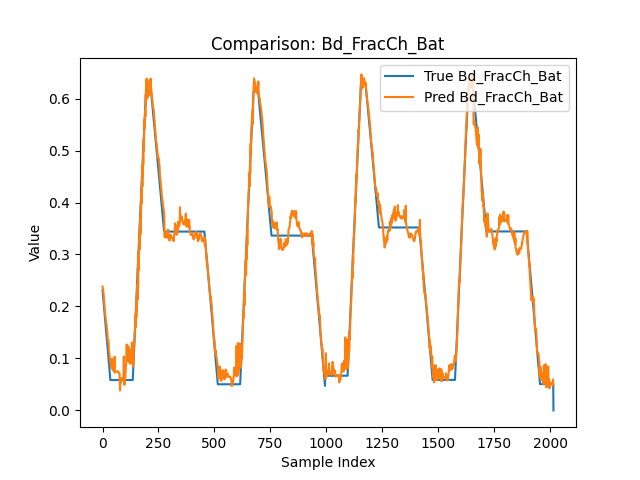 Comparison: Bd_FracCh_Bat
True Bd_FracCh_Bat
Pred Bd_FracCh_Bat
Value
0.6
0.5
0.4
0.3
0.2
0.1
0.0
0 250 500 750 1000 1250 1500 1750 2000
Sample Index